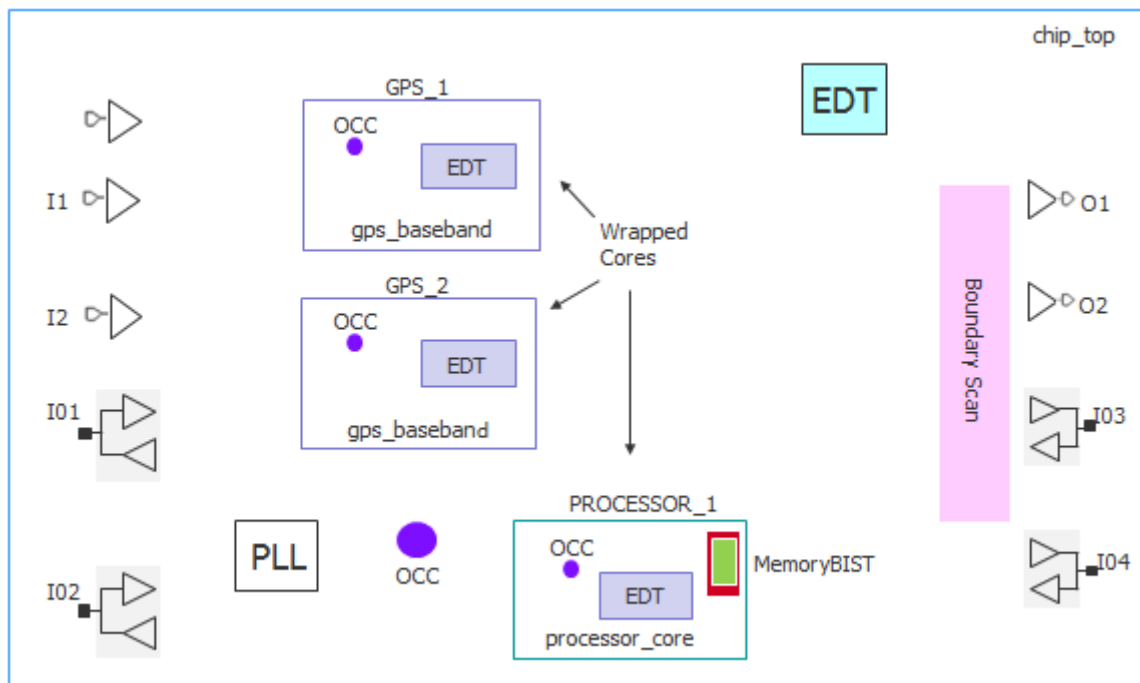 chip_top
EDT
GPS_1
OCC
EDT
gps_baseband
I1
O1
Wrapped
Cores
GPS_2
OCC
EDT
gps_baseband
I2
O2
Boundary Scan
I01
I03
PROCESSOR_1
PLL
OCC
OCC
EDT
processor_core
MemoryBIST
I02
I04